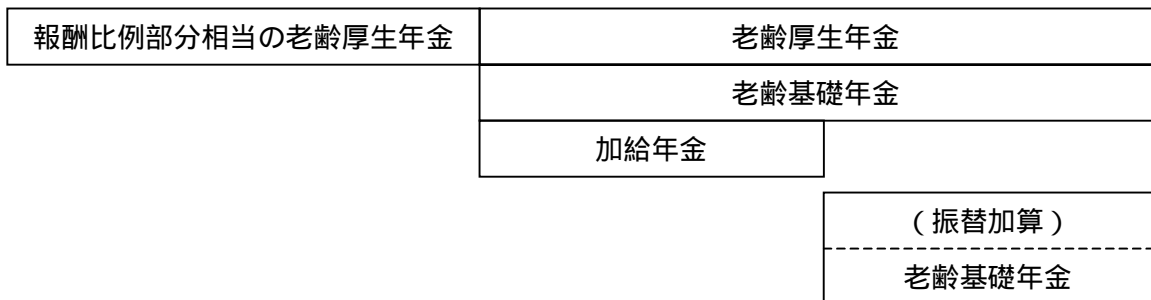 報酬比例部分相当の老齢厚生年金
老齢厚生年金
老齢基礎年金
加給年金
(振替加算)
老齢基礎年金